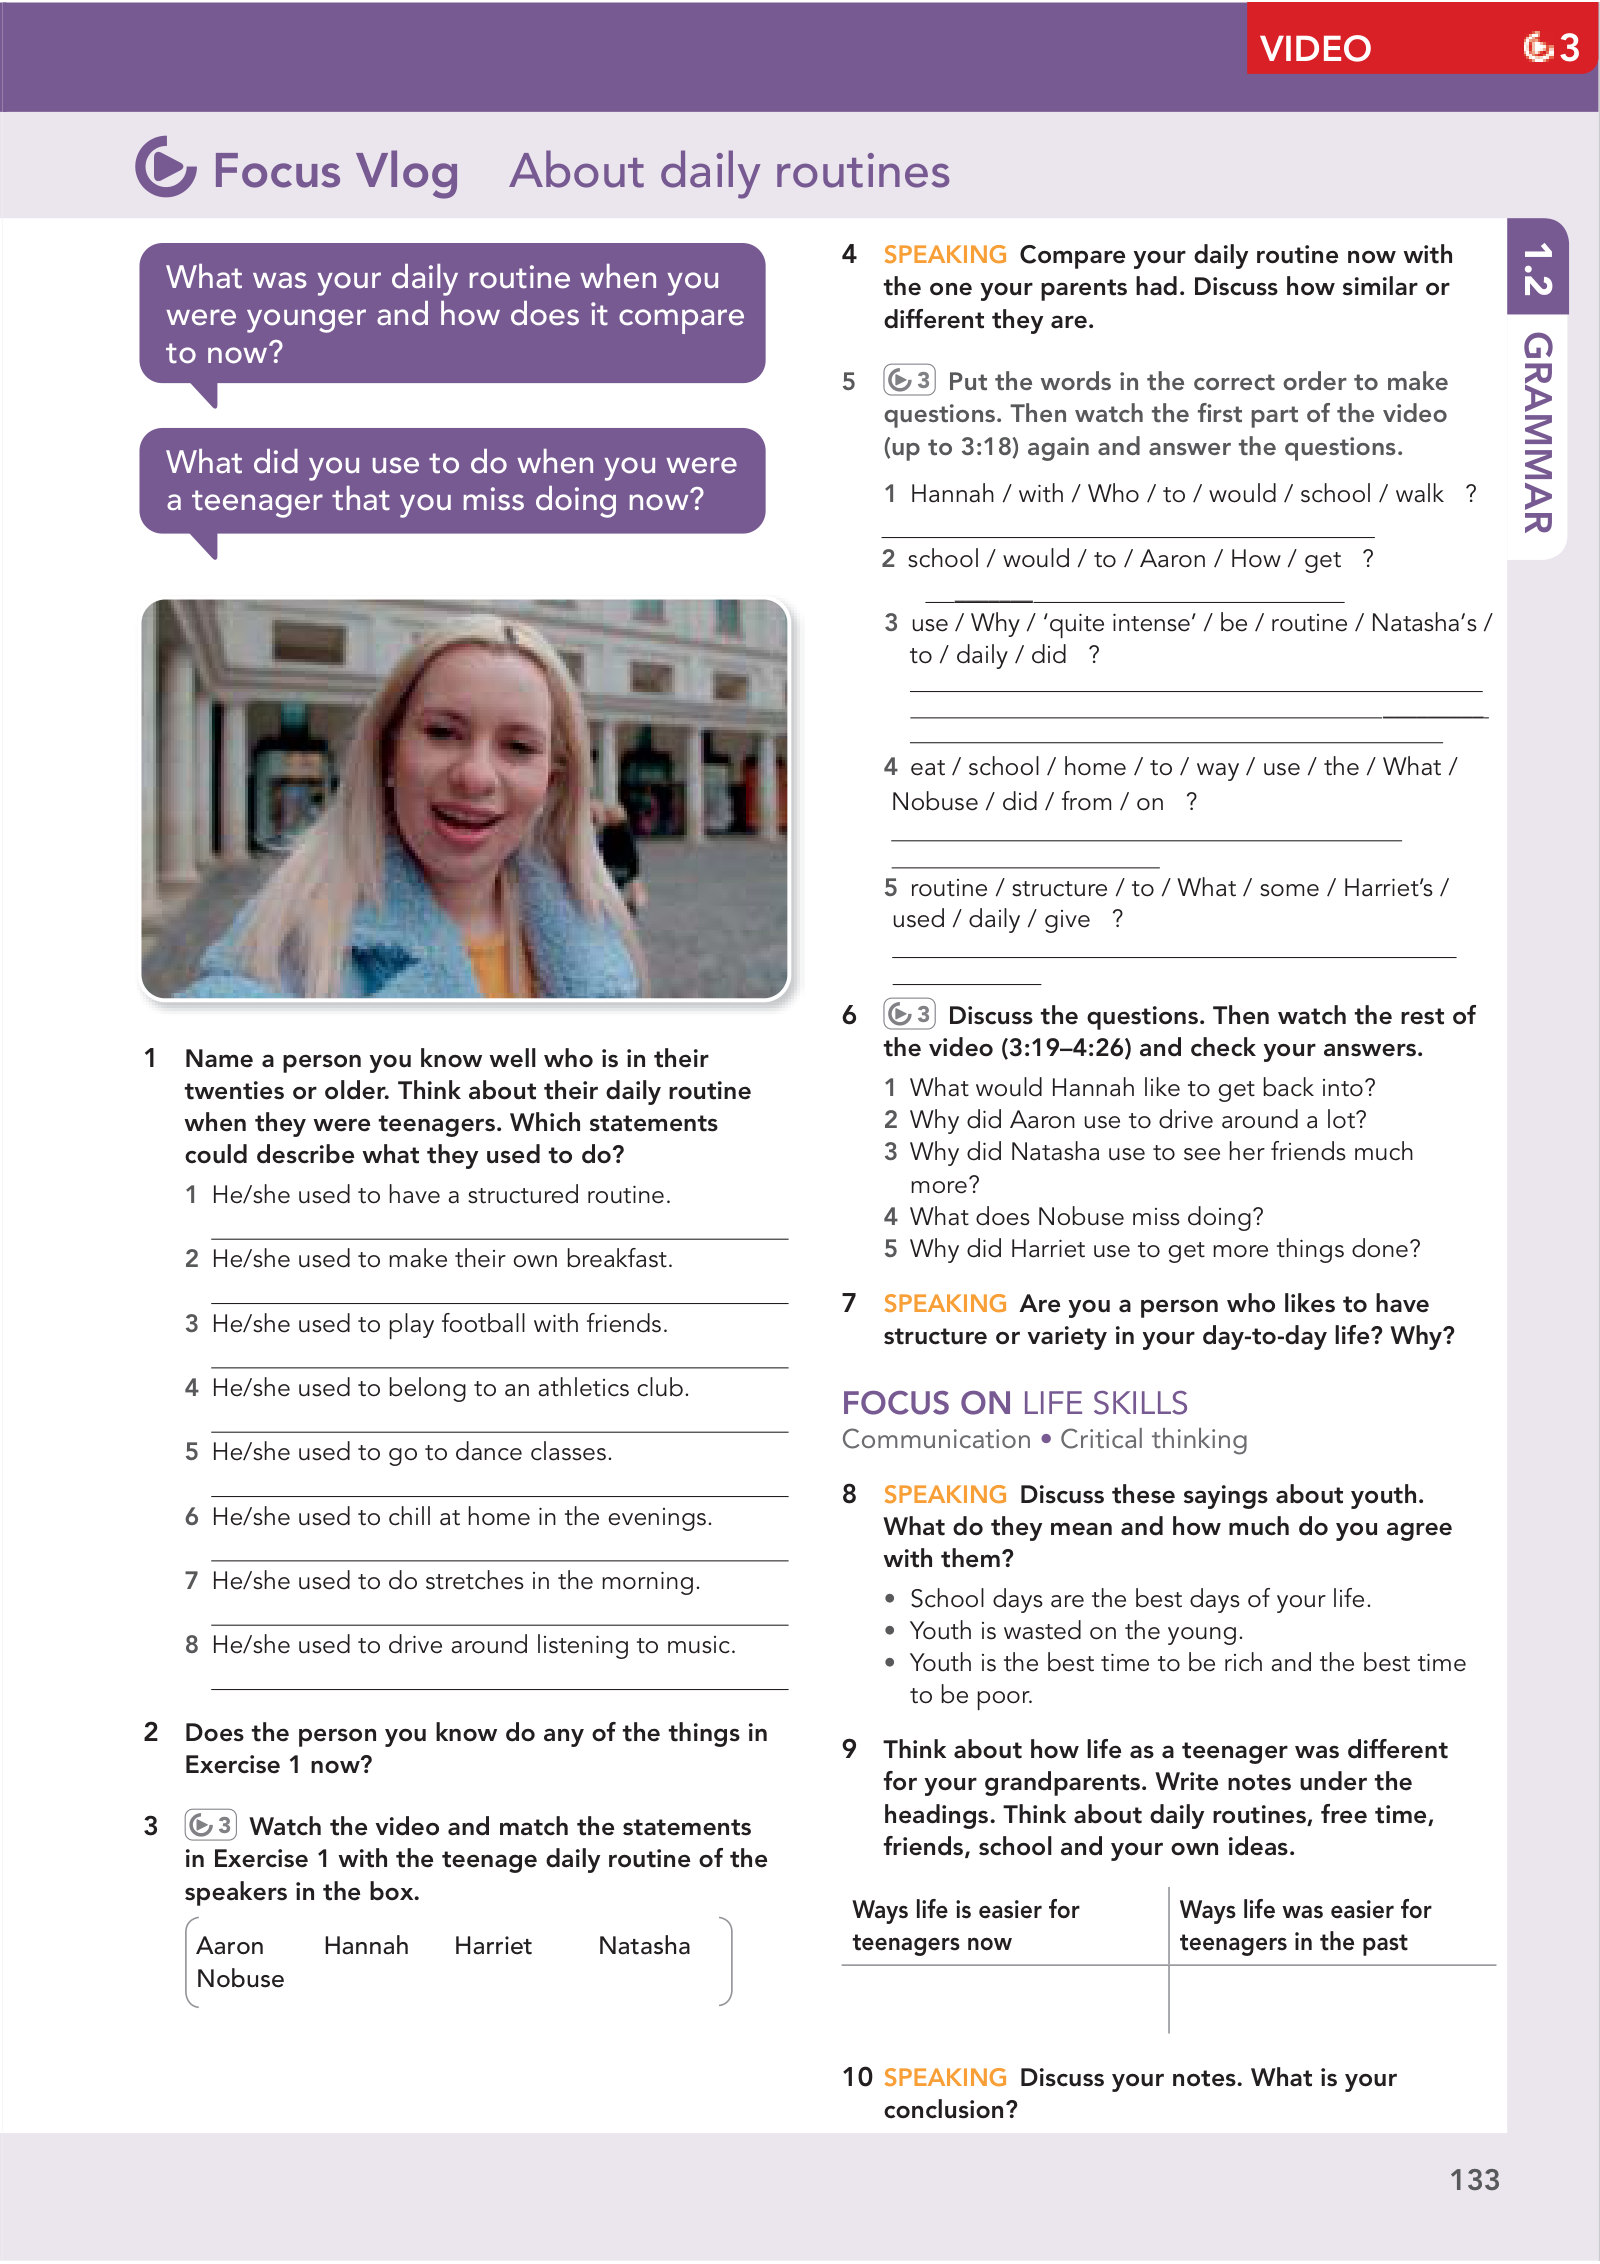 VIDEO 3
Focus Vlog About daily routines
What was your daily routine when you
were younger and how does it compare
to now?
What did you use to do when you were
a teenager that you miss doing now?
1 Name a person you know well who is in their
twenties or older. Think about their daily routine
when they were teenagers. Which statements
could describe what they used to do?
1 He/she used to have a structured routine.
2 He/she used to make their own breakfast.
3 He/she used to play football with friends.
4 He/she used to belong to an athletics club.
5 He/she used to go to dance classes.
6 He/she used to chill at home in the evenings.
7 He/she used to do stretches in the morning.
8 He/she used to drive around listening to music.
2 Does the person you know do any of the things in
Exercise 1 now?
3 3 Watch the video and match the statements
in Exercise 1 with the teenage daily routine of the
speakers in the box.
Aaron Hannah Harriet Natasha
Nobuse
4 SPEAKING Compare your daily routine now with
the one your parents had. Discuss how similar or
different they are.
5 3 Put the words in the correct order to make
questions. Then watch the first part of the video
(up to 3:18) again and answer the questions.
1 Hannah / with / Who / to / would / school / walk ?
2 school / would / to / Aaron / How / get ?
3 use / Why / ‘quite intense’ / be / routine / Natasha’s /
to / daily / did ?
4 eat / school / home / to / way / use / the / What /
Nobuse / did / from / on ?
5 routine / structure / to / What / some / Harriet’s /
used / daily / give ?
6 3 Discuss the questions. Then watch the rest of
the video (3:19–4:26) and check your answers.
1 What would Hannah like to get back into?
2 Why did Aaron use to drive around a lot?
3 Why did Natasha use to see her friends much
more?
4 What does Nobuse miss doing?
5 Why did Harriet use to get more things done?
7 SPEAKING Are you a person who likes to have
structure or variety in your day-to-day life? Why?
FOCUS ON LIFE SKILLS
Communication • Critical thinking
8 SPEAKING Discuss these sayings about youth.
What do they mean and how much do you agree
with them?
• School days are the best days of your life.
• Youth is wasted on the young.
• Youth is the best time to be rich and the best time
to be poor.
9 Think about how life as a teenager was different
for your grandparents. Write notes under the
headings. Think about daily routines, free time,
friends, school and your own ideas.
Ways life is easier for
teenagers now
Ways life was easier for
teenagers in the past
10 SPEAKING Discuss your notes. What is your
conclusion?
1.2 GRAMMAR
133